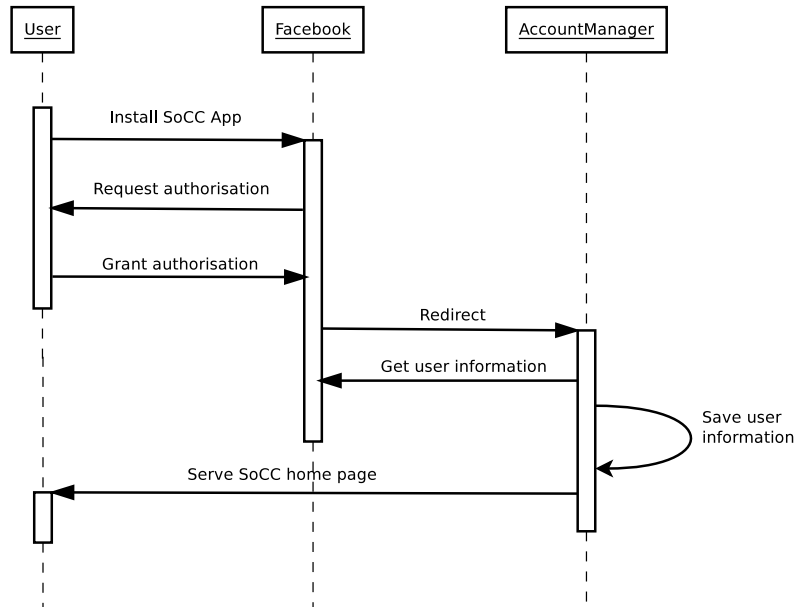 User
Facebook
AccountManager
Install SoCC App
Request authorisation
Grant authorisation
Redirect
Get user information
Save user
information
Serve SoCC home page